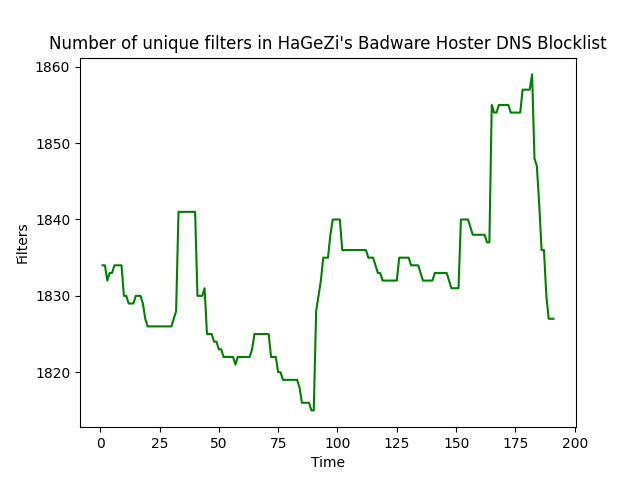 Number of unique filters in HaGeZi's Badware Hoster DNS Blocklist
1860
1850
1840
1830
1820
Filters
0 25 50 75 100 125 150 175 200
Time